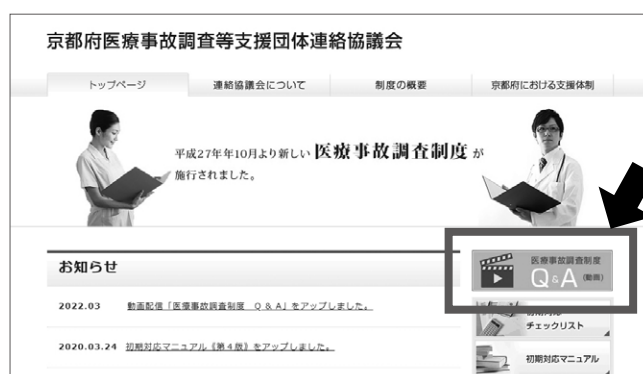 京都府医療事故調査等支援団体連絡協議会
トップページ
連絡協議会について
制度の概要
京都府における支援体制
平成27年年10月より新しい 医療事故調査制度 が
施行されました。
お知らせ
2022.03 動画配信「医療事故調査制度 Q & A」をアップしました。
2020.03.24 初期対応マニュアル《第4版》をアップしました。
医療事故調査制度
Q&A (動画)
チェックリスト
初期対応マニュアル